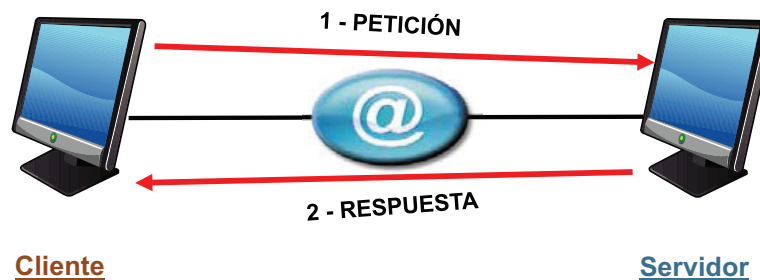 1 - PETICIÓN
@
2 - RESPUESTA
Cliente
Servidor